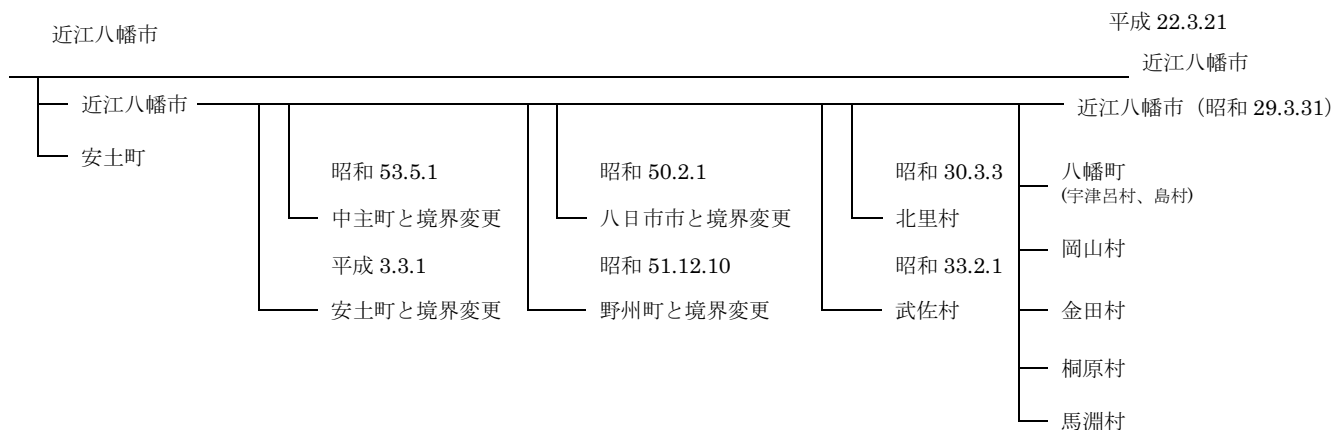 近江八幡市
平成 22.3.21
近江八幡市
近江八幡市
近江八幡市（昭和 29.3.31）
安土町
昭和 53.5.1
昭和 50.2.1
昭和 30.3.3
八幡町
(宇津呂村、島村)
中主町と境界変更
八日市市と境界変更
北里村
岡山村
平成 3.3.1
昭和 51.12.10
昭和 33.2.1
安土町と境界変更
野州町と境界変更
武佐村
金田村
桐原村
馬淵村